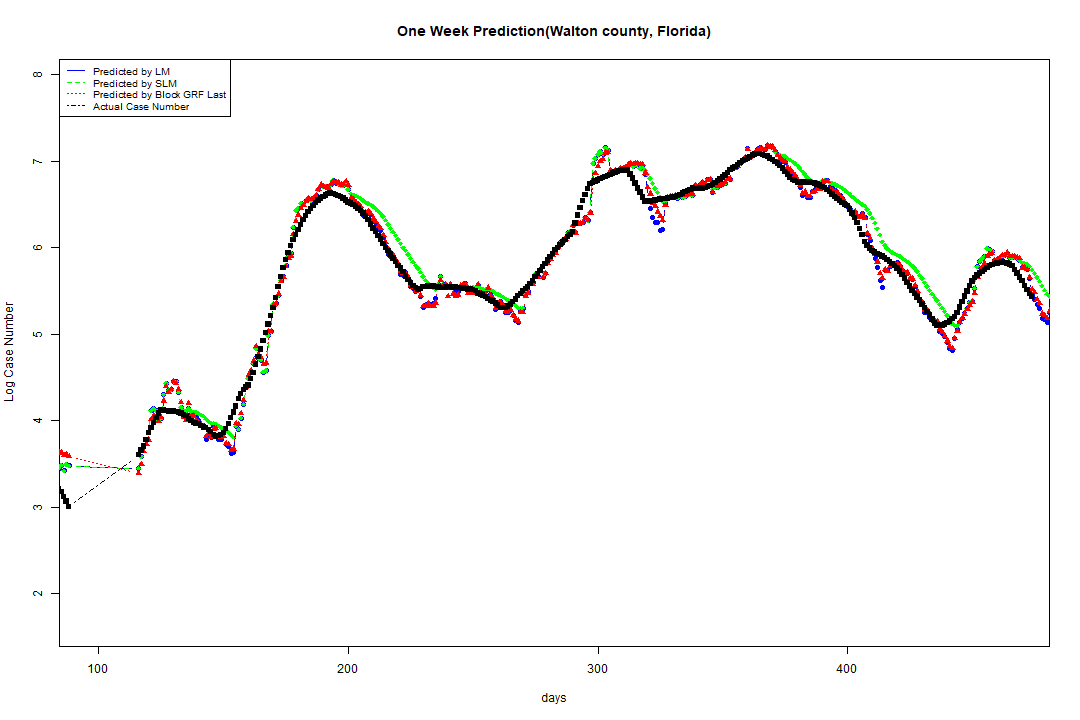 One Week Prediction(Walton county, Florida)
Predicted by LM
Predicted by SLM
Predicted by Block GRF Last
Actual Case Number
8
7
6
5
4
3
2
Log Case Number
100
200
300
400
days